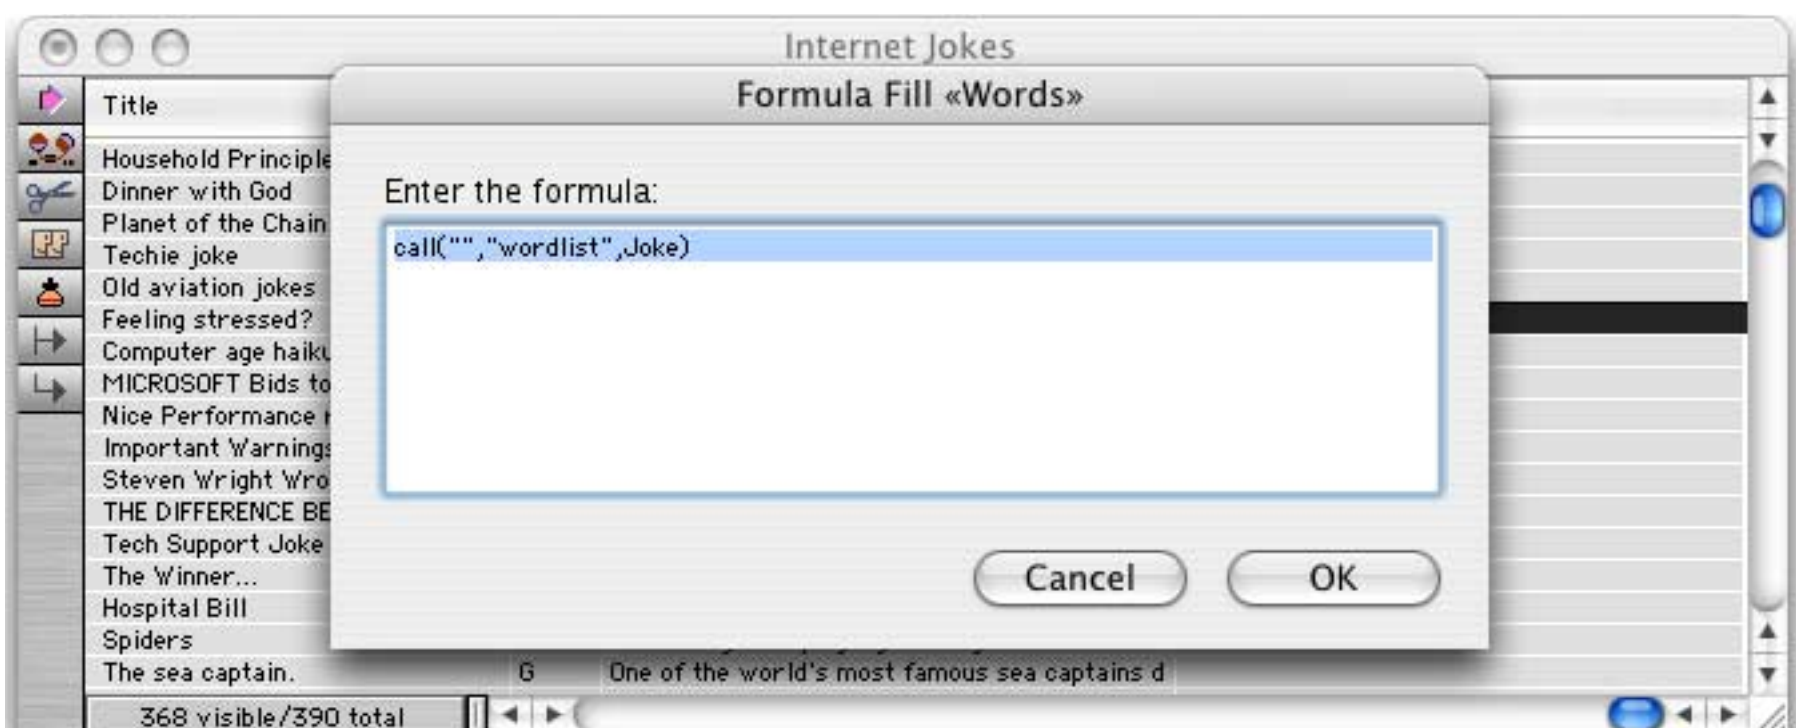 Internet Jokes
Formula Fill «Words»
Title
Household Principle
Dinner with God
Enter the formula:
Planet of the Chain
call("","wordlist",Joke)
Techie joke
Old aviation jokes
Feeling stressed?
Computer age haiku
MICROSOFT Bids to
Nice Performance
Important Warnings
Steven Wright Wro
THE DIFFERENCE BE
Tech Support Joke
The Winner...
Cancel
OK
Hospital Bill
Spiders
The sea captain.
G
One of the world's most famous sea captains d
368 visible/390 total